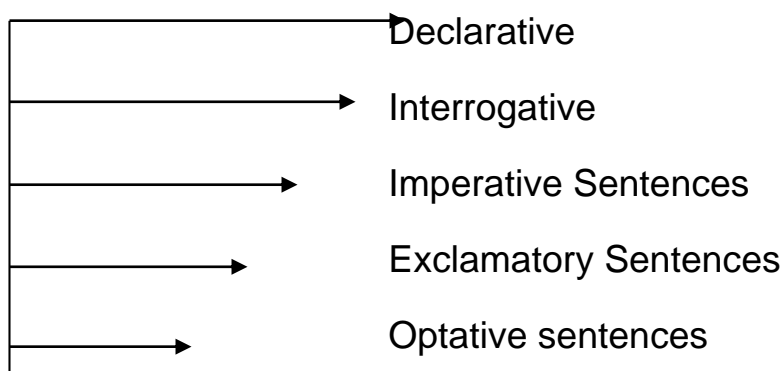 Declarative
Interrogative
Imperative Sentences
Exclamatory Sentences
Optative sentences